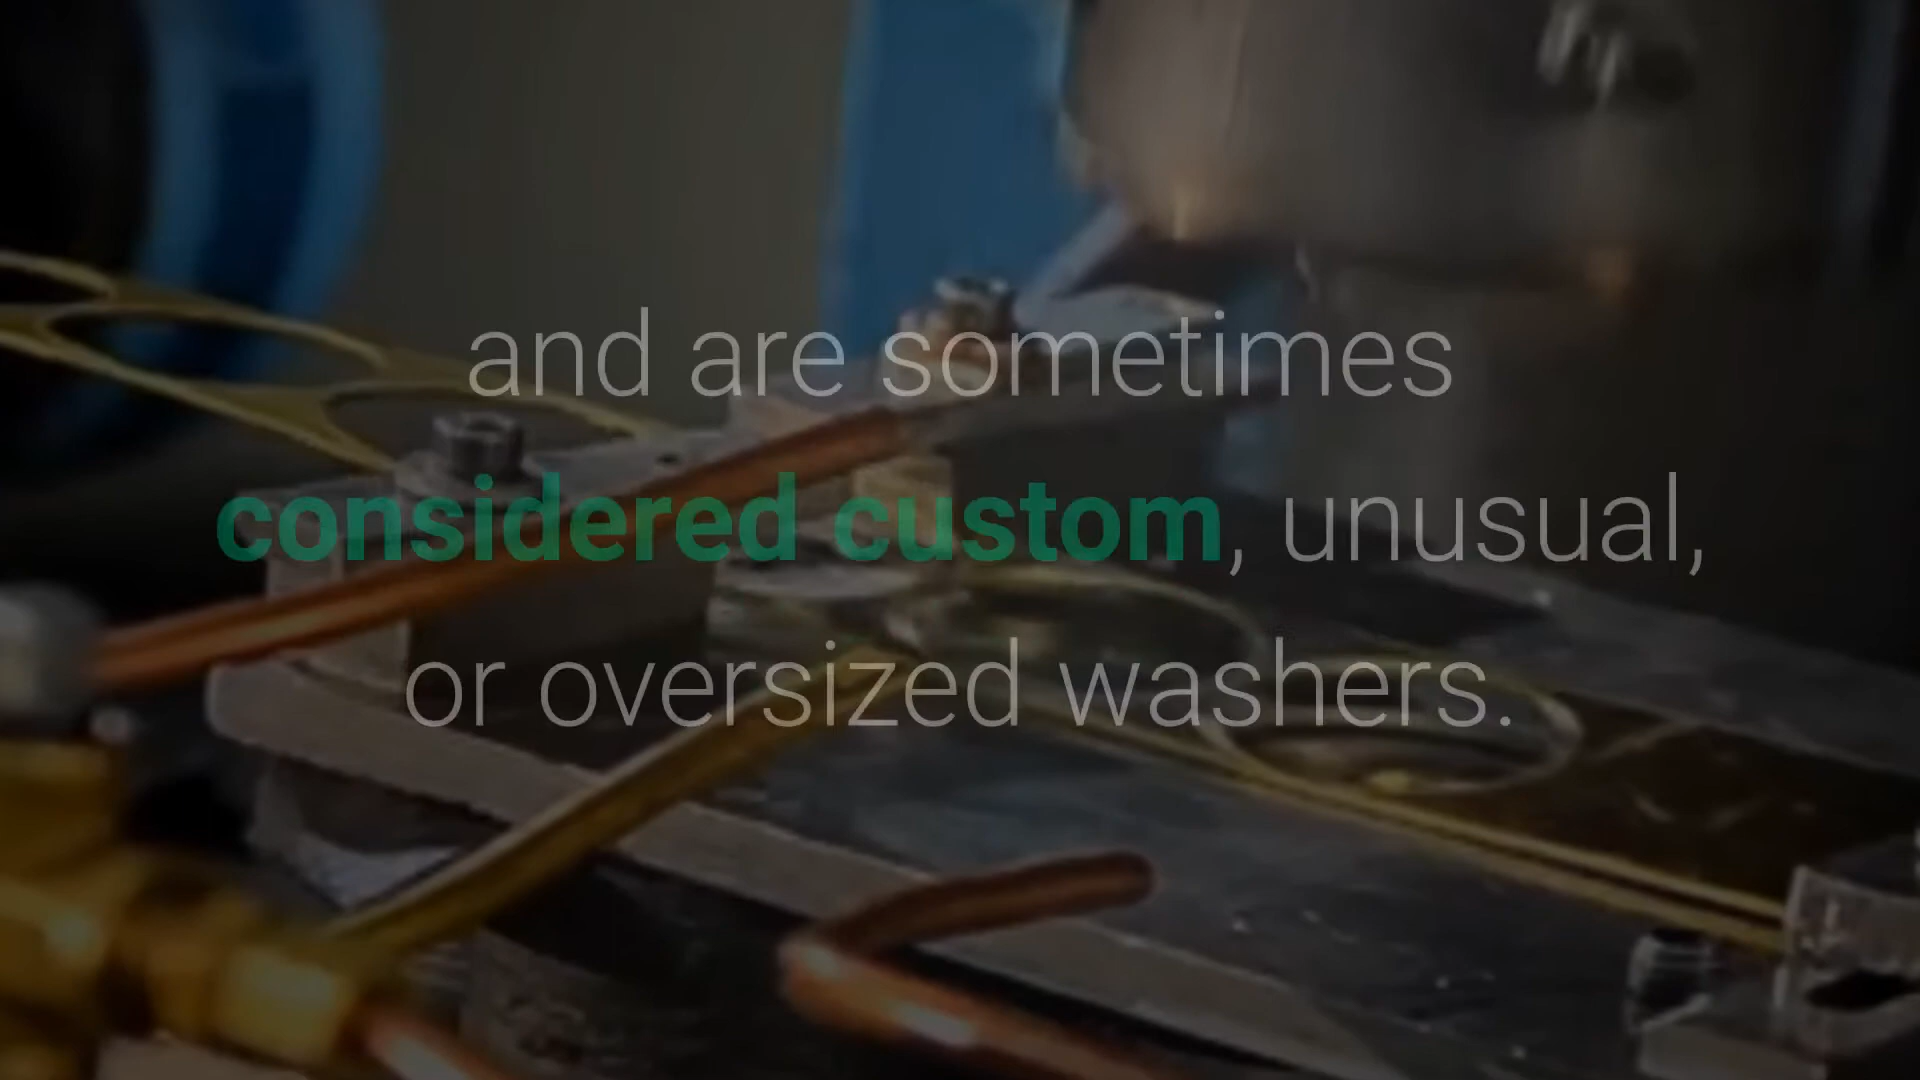 and are sometimes
considered custom, unusual,
or oversized washers.